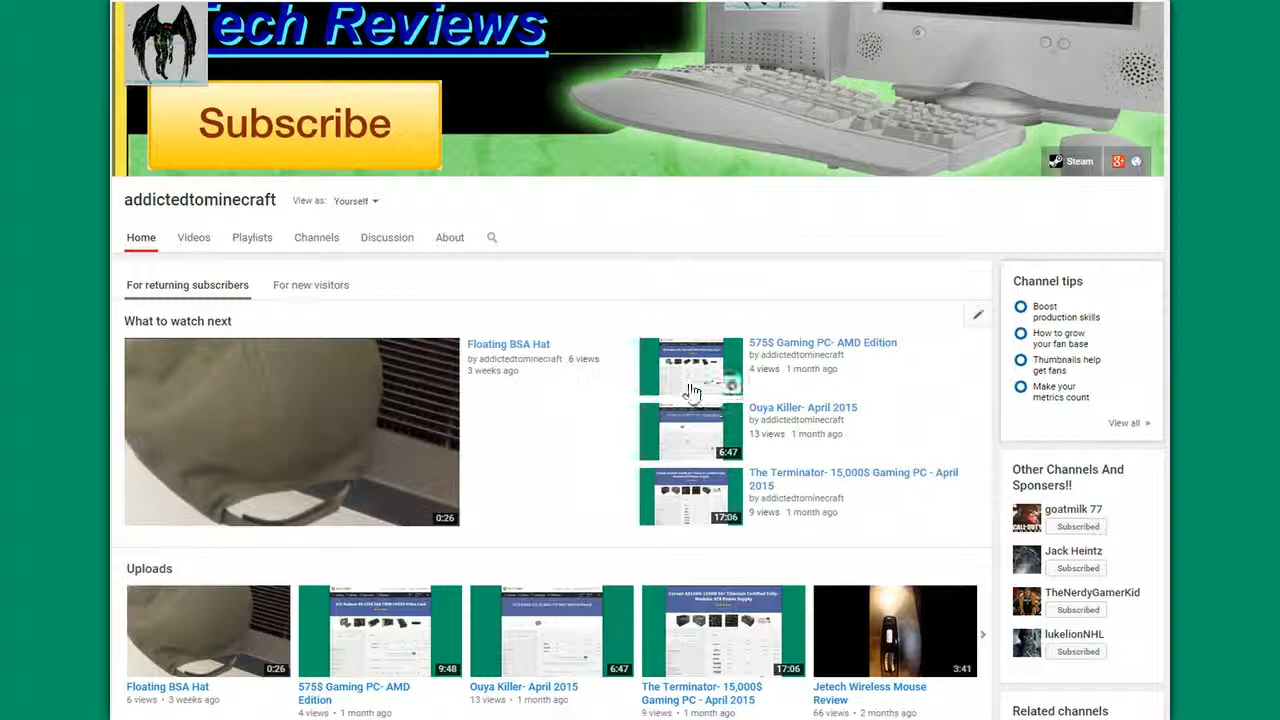 Tech Reviews
Subscribe
Steam
g+
addictedtominecraft View as: Yourself
Home Videos Playlists Channels Discussion About
For returning subscribers For new visitors
What to watch next
Floating BSA Hat
by addictedtominecraft 6 views
3 weeks ago
0:26
575$ Gaming PC- AMD Edition
by addictedtominecraft
4 views 1 month ago
Ouya Killer- April 2015
by addictedtominecraft
13 views 1 month ago
6:47
The Terminator- 15,000$ Gaming PC - April
2015
by addictedtominecraft
9 views 1 month ago
17:06
Channel tips
Boost
production skills
How to grow
your fan base
Thumbnails help
get fans
Make your
metrics count
View all »
Other Channels And
Sponsers!!
goatmilk 77
Subscribed
Jack Heintz
Subscribed
TheNerdyGamerKid
Subscribed
lukelionNHL
Subscribed
Related channels
Uploads
0:26
Floating BSA Hat
6 views • 3 weeks ago
9:48
575$ Gaming PC- AMD
Edition
4 views • 1 month ago
6:47
Ouya Killer- April 2015
13 views • 1 month ago
17:06
The Terminator- 15,000$
Gaming PC - April 2015
9 views • 1 month ago
3:41
Jetech Wireless Mouse
Review
66 views • 2 months ago